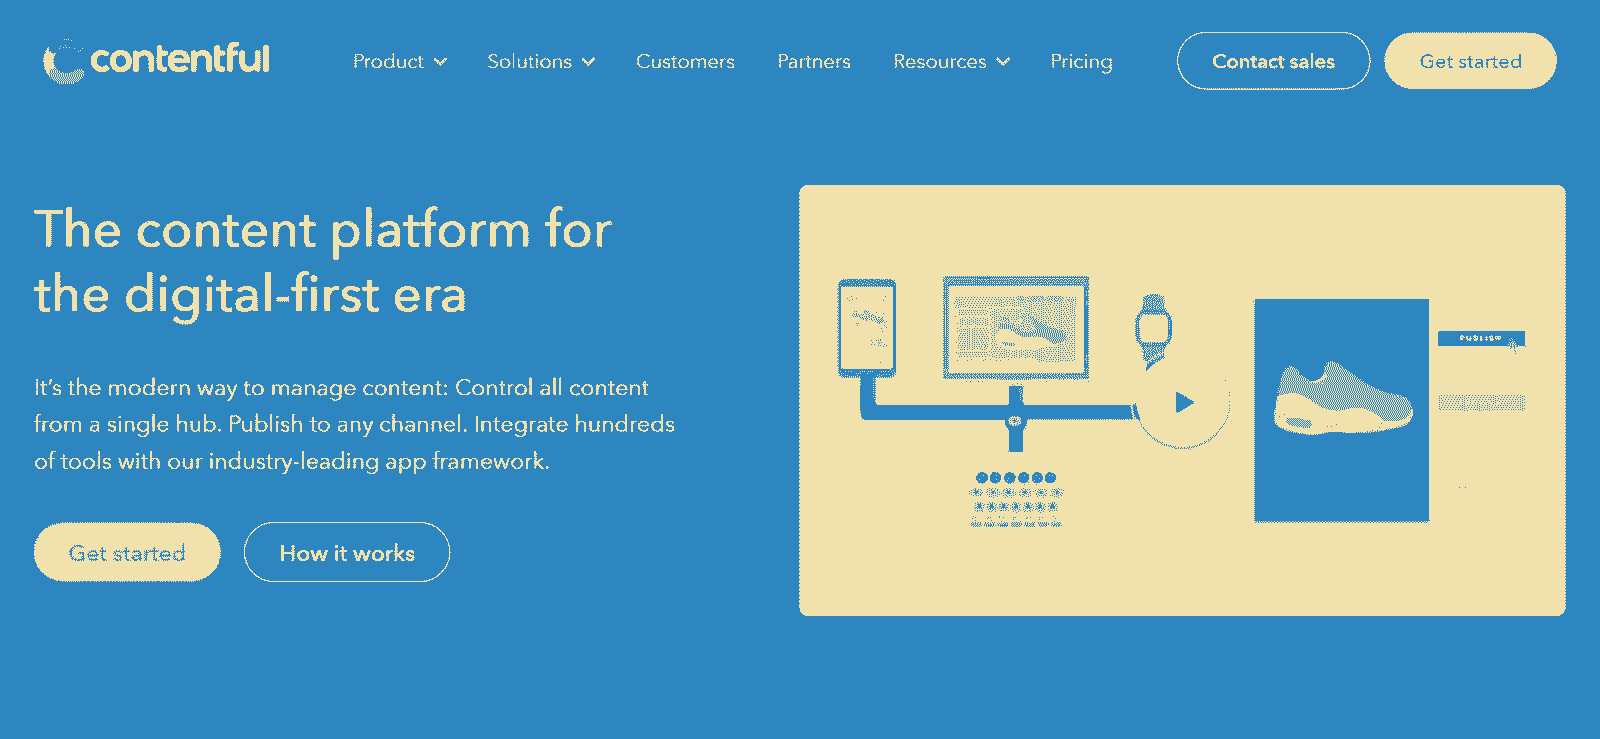 contentful
Product
Solutions
Customers
Partners
Resources
Pricing
Contact sales
Get started
The content platform for
the digital-first era
It's the modern way to manage content: Control all content
from a single hub. Publish to any channel. Integrate hundreds
of tools with our industry-leading app framework.
Get started
How it works